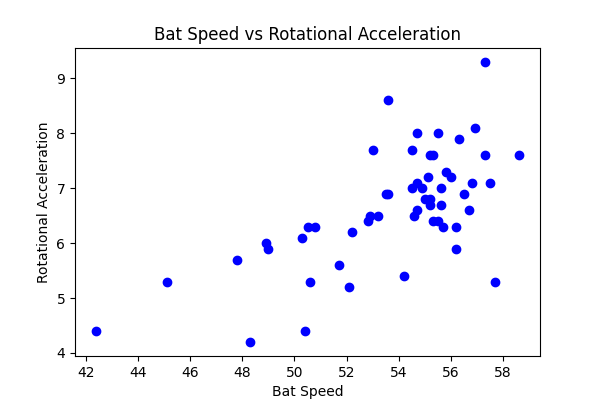 Bat Speed vs Rotational Acceleration
9
8
7
6
5
4
Rotational Acceleration
42 44 46 48 50 52 54 56 58
Bat Speed